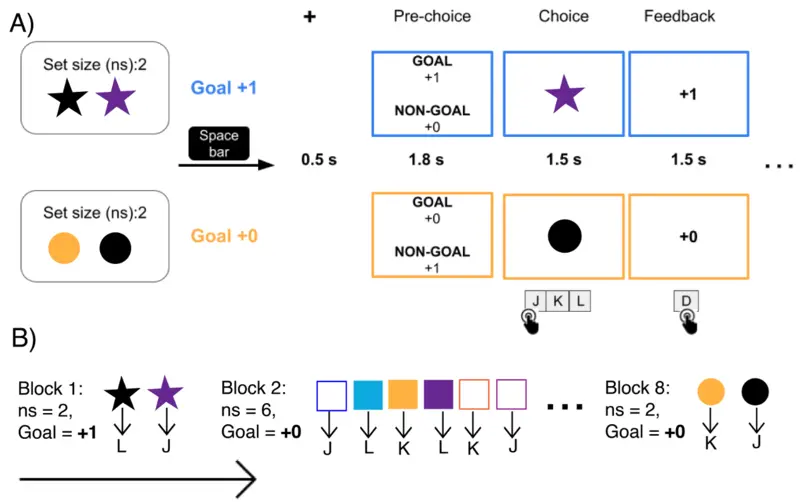 A)
+
Pre-choice
Choice
Feedback
Set size (ns):2
Goal +1
GOAL
+1
NON-GOAL
+0
+1
Space
bar
0.5 s
1.8 s
1.5 s
1.5 s
...
Set size (ns):2
Goal +0
GOAL
+0
NON-GOAL
+1
+0
J K L
D
B)
Block 1:
ns = 2,
Goal = +1
L J
Block 2:
ns = 6,
Goal = +0
J L K L K J
...
Block 8:
ns = 2,
Goal = +0
K J